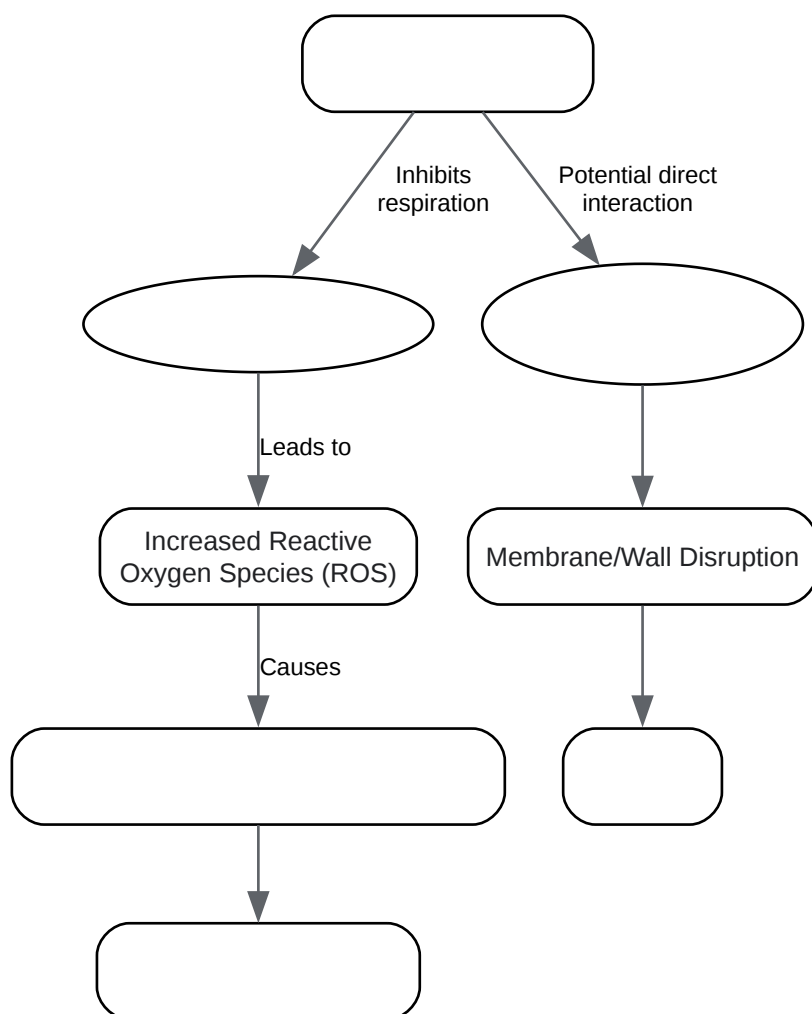 Inhibits
respiration
Potential direct
interaction
Leads to
Increased Reactive
Oxygen Species (ROS)
Membrane/Wall Disruption
Causes